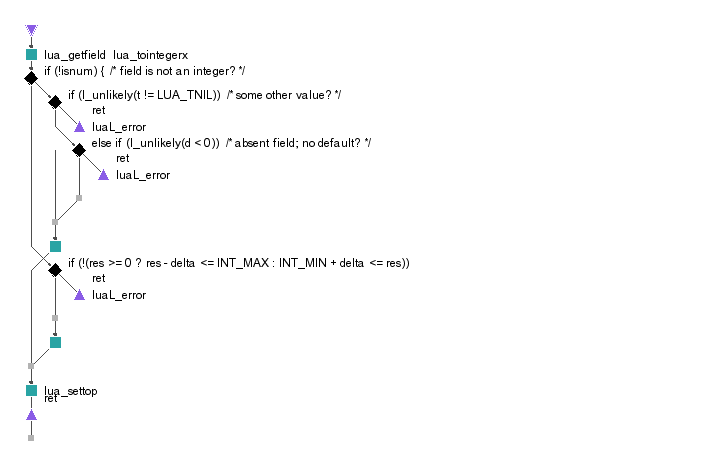 lua_getfield lua_tointegerx
if (!isnum) { /* field is not an integer? */
if (l_unlikely(t != LUA_TNIL)) /* some other value? */
ret
luaL_error
else if (l_unlikely(d < 0)) /* absent field; no default? */
ret
luaL_error
if (!(res >= 0 ? res - delta <= INT_MAX : INT_MIN + delta <= res))
ret
luaL_error
lua_settop
ret